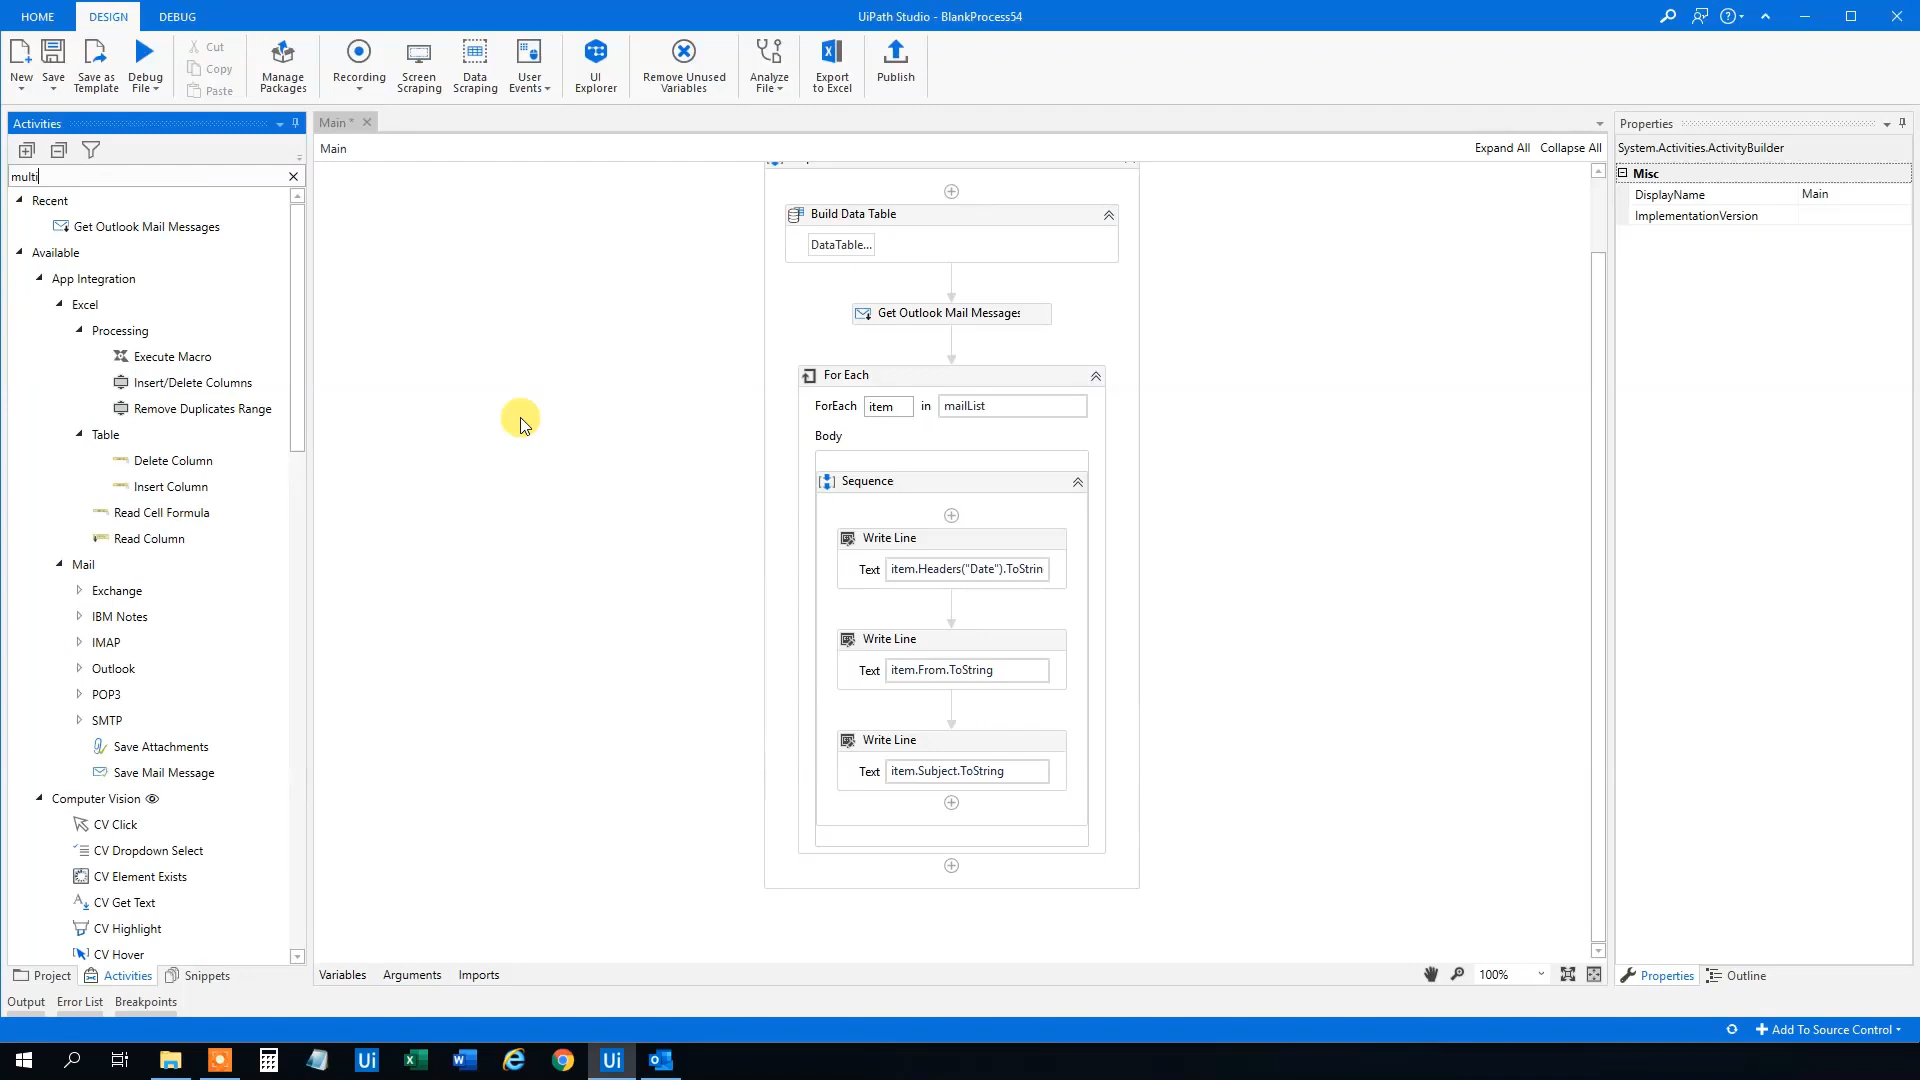 HOME
DESIGN
DEBUG
UiPath Studio - BlankProcess54
New
Save
Save as
Template
Debug
File
Cut
Copy
Paste
Manage
Packages
Recording
Screen
Scraping
Data
Scraping
User
Events
UI
Explorer
Remove Unused
Variables
Analyze
File
Export
to Excel
Publish
Activities
multi
Recent
Get Outlook Mail Messages
Available
App Integration
Excel
Processing
Execute Macro
Insert/Delete Columns
Remove Duplicates Range
Table
Delete Column
Insert Column
Read Cell Formula
Read Column
Mail
Exchange
IBM Notes
IMAP
Outlook
POP3
SMTP
Save Attachments
Save Mail Message
Computer Vision
CV Click
CV Dropdown Select
CV Element Exists
CV Get Text
CV Highlight
CV Hover
Project
Activities
Snippets
Output
Error List
Breakpoints
Main *
Main
Expand All
Collapse All
Build Data Table
DataTable...
Get Outlook Mail Messages
For Each
ForEach item in mailList
Body
Sequence
Write Line
Text item.Headers("Date").ToStrin
Write Line
Text item.From.ToString
Write Line
Text item.Subject.ToString
Variables
Arguments
Imports
100%
Properties
System.Activities.ActivityBuilder
Misc
DisplayName Main
ImplementationVersion
Properties
Outline
Add To Source Control
Ui
Ui